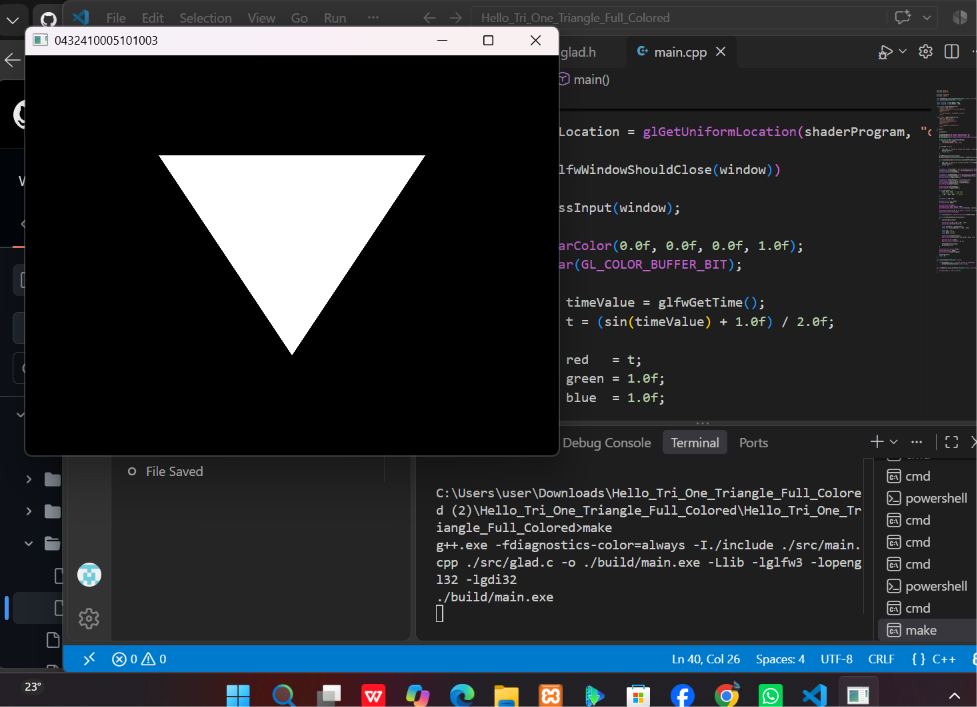 File Edit Selection View Go Run ···
Hello_Tri_One_Triangle_Full_Colored
0432410005101003
glad.h
main.cpp
main()
Location = glGetUniformLocation(shaderProgram, "c
lfwWindowShouldClose(window))
ssInput(window);
arColor(0.0f, 0.0f, 0.0f, 1.0f);
ar(GL_COLOR_BUFFER_BIT);
timeValue = glfwGetTime();
t = (sin(timeValue) + 1.0f) / 2.0f;
red   = t;
green = 1.0f;
blue  = 1.0f;
Debug Console Terminal Ports
File Saved
C:\Users\user\Downloads\Hello_Tri_One_Triangle_Full_Colore
d (2)\Hello_Tri_One_Triangle_Full_Colored\Hello_Tri_One_Tr
iangle_Full_Colored>make
g++.exe -fdiagnostics-color=always -I./include ./src/main.
cpp ./src/glad.c -o ./build/main.exe -Llib -lglfw3 -lopeng
l32 -lgdi32
./build/main.exe
cmd
powershell
cmd
cmd
cmd
powershell
cmd
make
0 0
Ln 40, Col 26 Spaces: 4 UTF-8 CRLF {} C++
23°